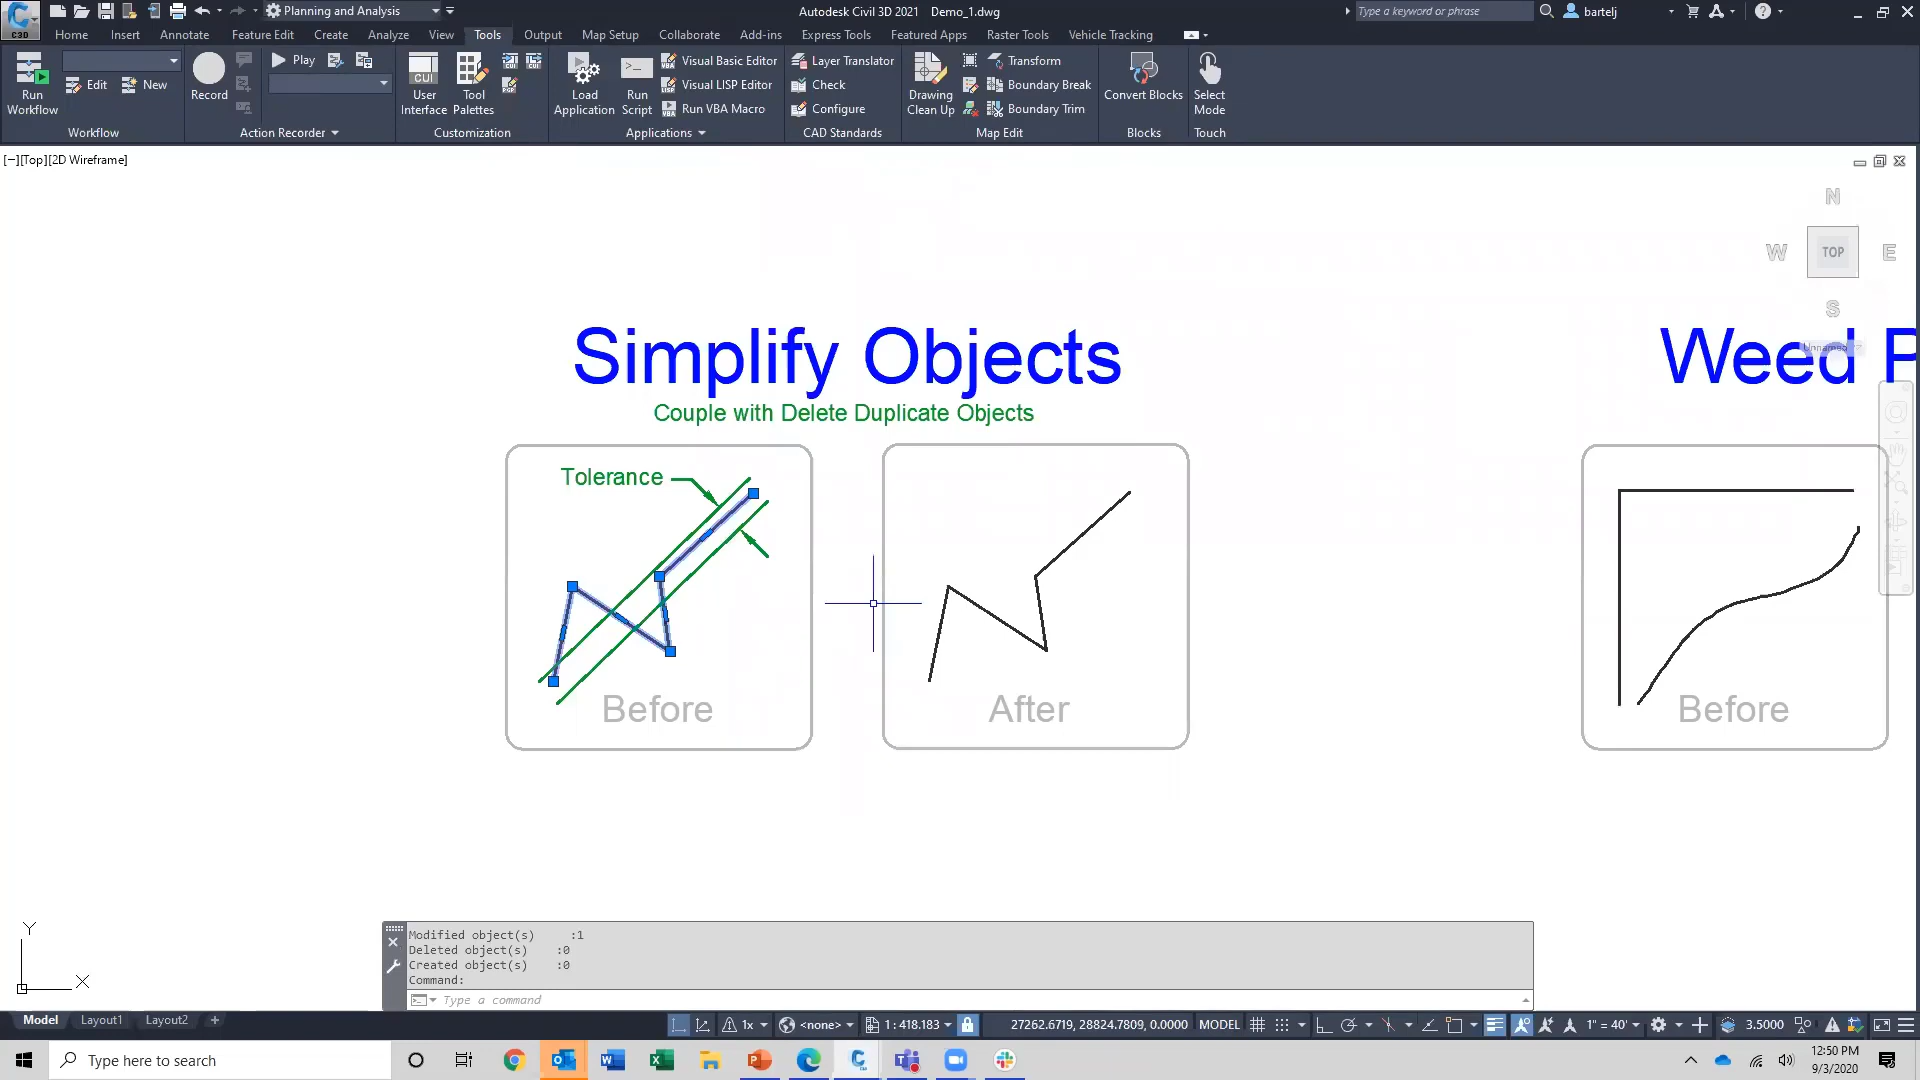 C3D
Planning and Analysis
Autodesk Civil 3D 2021 Demo_1.dwg
Type a keyword or phrase
bartelj
Home Insert Annotate Feature Edit Create Analyze View Tools Output Map Setup Collaborate Add-ins Express Tools Featured Apps Raster Tools Vehicle Tracking
Play
Visual Basic Editor
Layer Translator
Transform
Edit
New
Visual LISP Editor
Check
Boundary Break
Run
Workflow
Record
User
Interface
Tool
Palettes
Load
Application
Run
Script
Run VBA Macro
Configure
Drawing
Clean Up
Boundary Trim
Convert Blocks
Select
Mode
Workflow
Action Recorder
Customization
Applications
CAD Standards
Map Edit
Blocks
Touch
[−][Top][2D Wireframe]
N
W TOP E
S
Unnamed
Simplify Objects
Weed P
Couple with Delete Duplicate Objects
Tolerance
Before
After
Before
Y
X
Modified object(s) :1
Deleted object(s) :0
Created object(s) :0
Command:
Type a command
Model Layout1 Layout2 +
1x
<none>
1 : 418.183
27262.6719, 28824.7809, 0.0000 MODEL
1" = 40'
3.5000
Type here to search
12:50 PM
9/3/2020